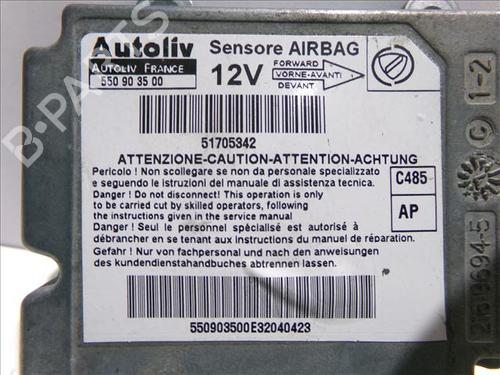 Autoliv
AUTOLIV FRANCE
550 90 35 00
Sensore AIRBAG
12V
FORWARD
VORNE-AVANTI
DEVANT
51705342
ATTENZIONE-CAUTION-ATTENTION-ACHTUNG
Pericolo ! Non scollegare se non da personale specializzato
e seguendo le istruzioni del manuale di assistenza tecnica.
Danger ! Do not disconnect! This operation is only
to be carried out by skilled operators, following
the instructions given in the service manual
Danger ! Seul le personnel spècialisé est autorisé à
débrancher en se tenant aux instructions du manuel de réparation.
Gefahr ! Nur von fachpersonal und nach den anweisungen
des kundendiensthandbuches abtrennen lassen.
C485
AP
550903500E32040423
C 1-2
B-PARTS